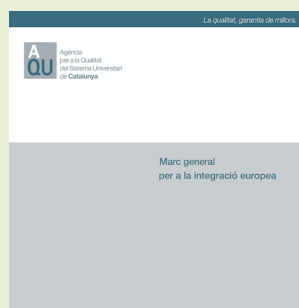 La qualitat, garantia de millora.
AQU
Agència
per a la Qualitat
del Sistema Universitari
de Catalunya
Marc general
per a la integració europea